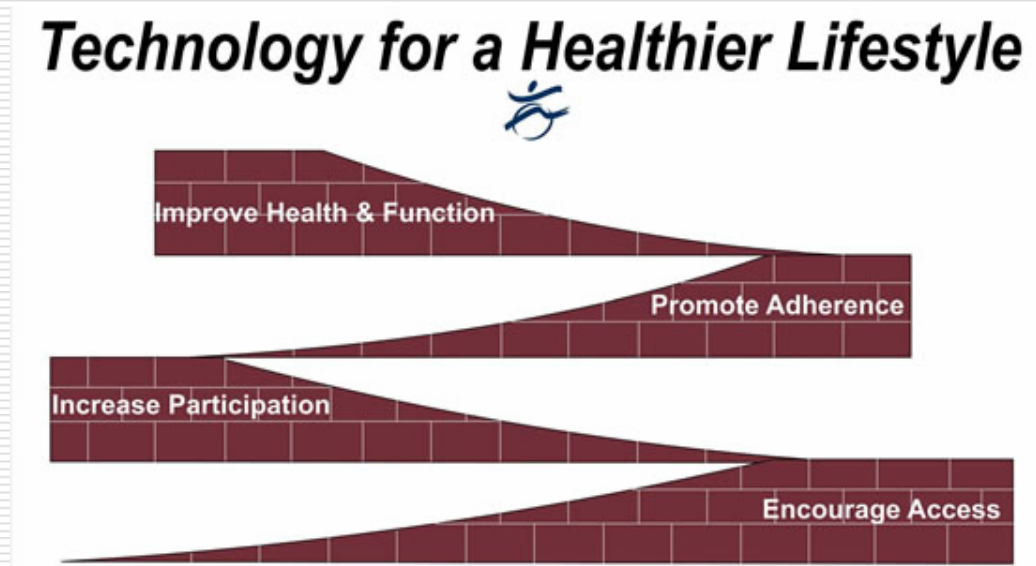 Technology for a Healthier Lifestyle
Improve Health & Function
Promote Adherence
Increase Participation
Encourage Access